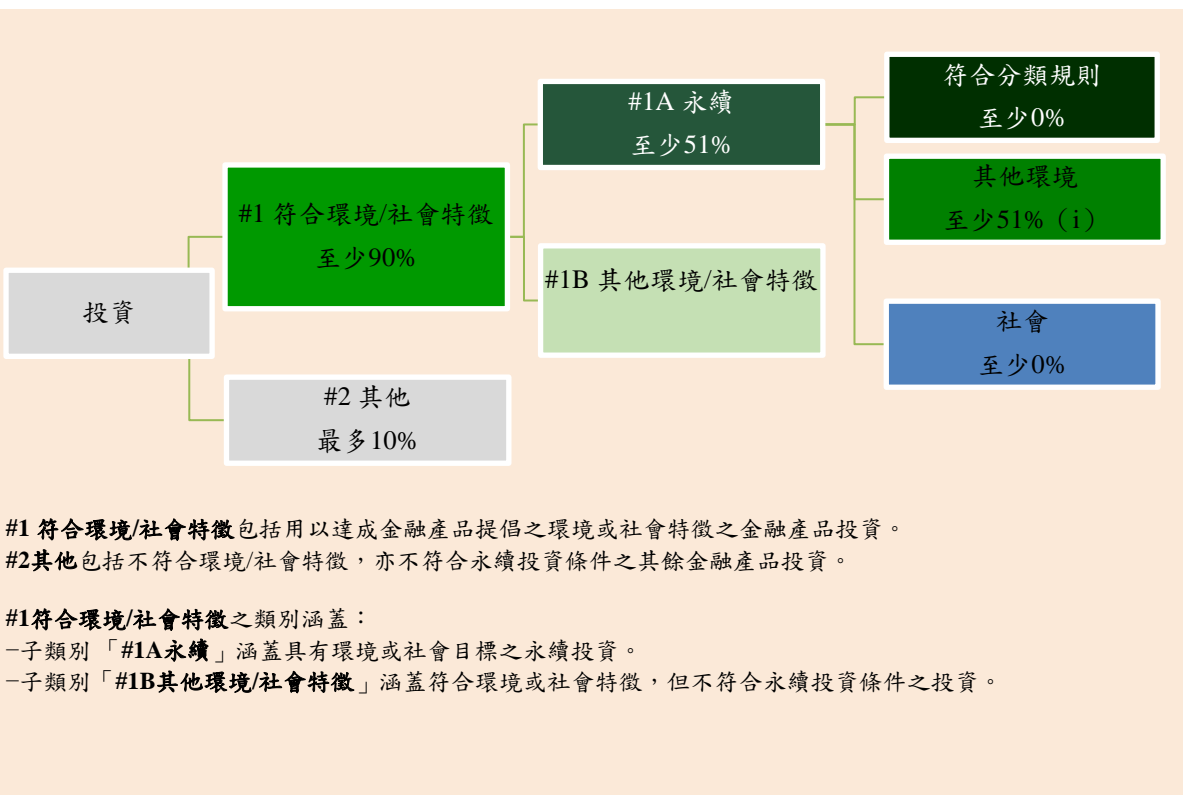 投資
#1 符合環境/社會特徵
至少90%
#2 其他
最多10%
#1A 永續
至少51%
#1B 其他環境/社會特徵
符合分類規則
至少0%
其他環境
至少51%（i）
社會
至少0%
#1 符合環境/社會特徵包括用以達成金融產品提倡之環境或社會特徵之金融產品投資。
#2其他包括不符合環境/社會特徵，亦不符合永續投資條件之其餘金融產品投資。
#1符合環境/社會特徵之類別涵蓋：
−子類別「#1A永續」涵蓋具有環境或社會目標之永續投資。
−子類別「#1B其他環境/社會特徵」涵蓋符合環境或社會特徵，但不符合永續投資條件之投資。